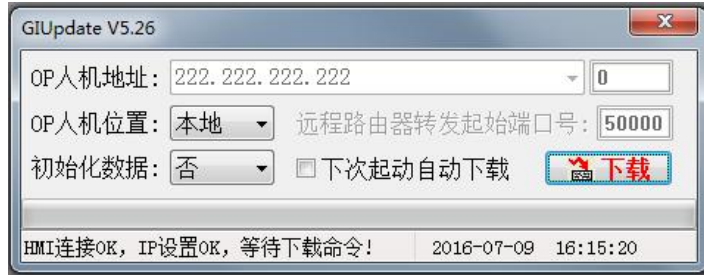 GIUpdate V5.26
OP人机地址: 222.222.222.222 0
OP人机位置: 本地 远程路由器转发起始端口号: 50000
初始化数据: 否 下次起动自动下载 下载
HMI连接OK, IP设置OK, 等待下载命令! 2016-07-09 16:15:20